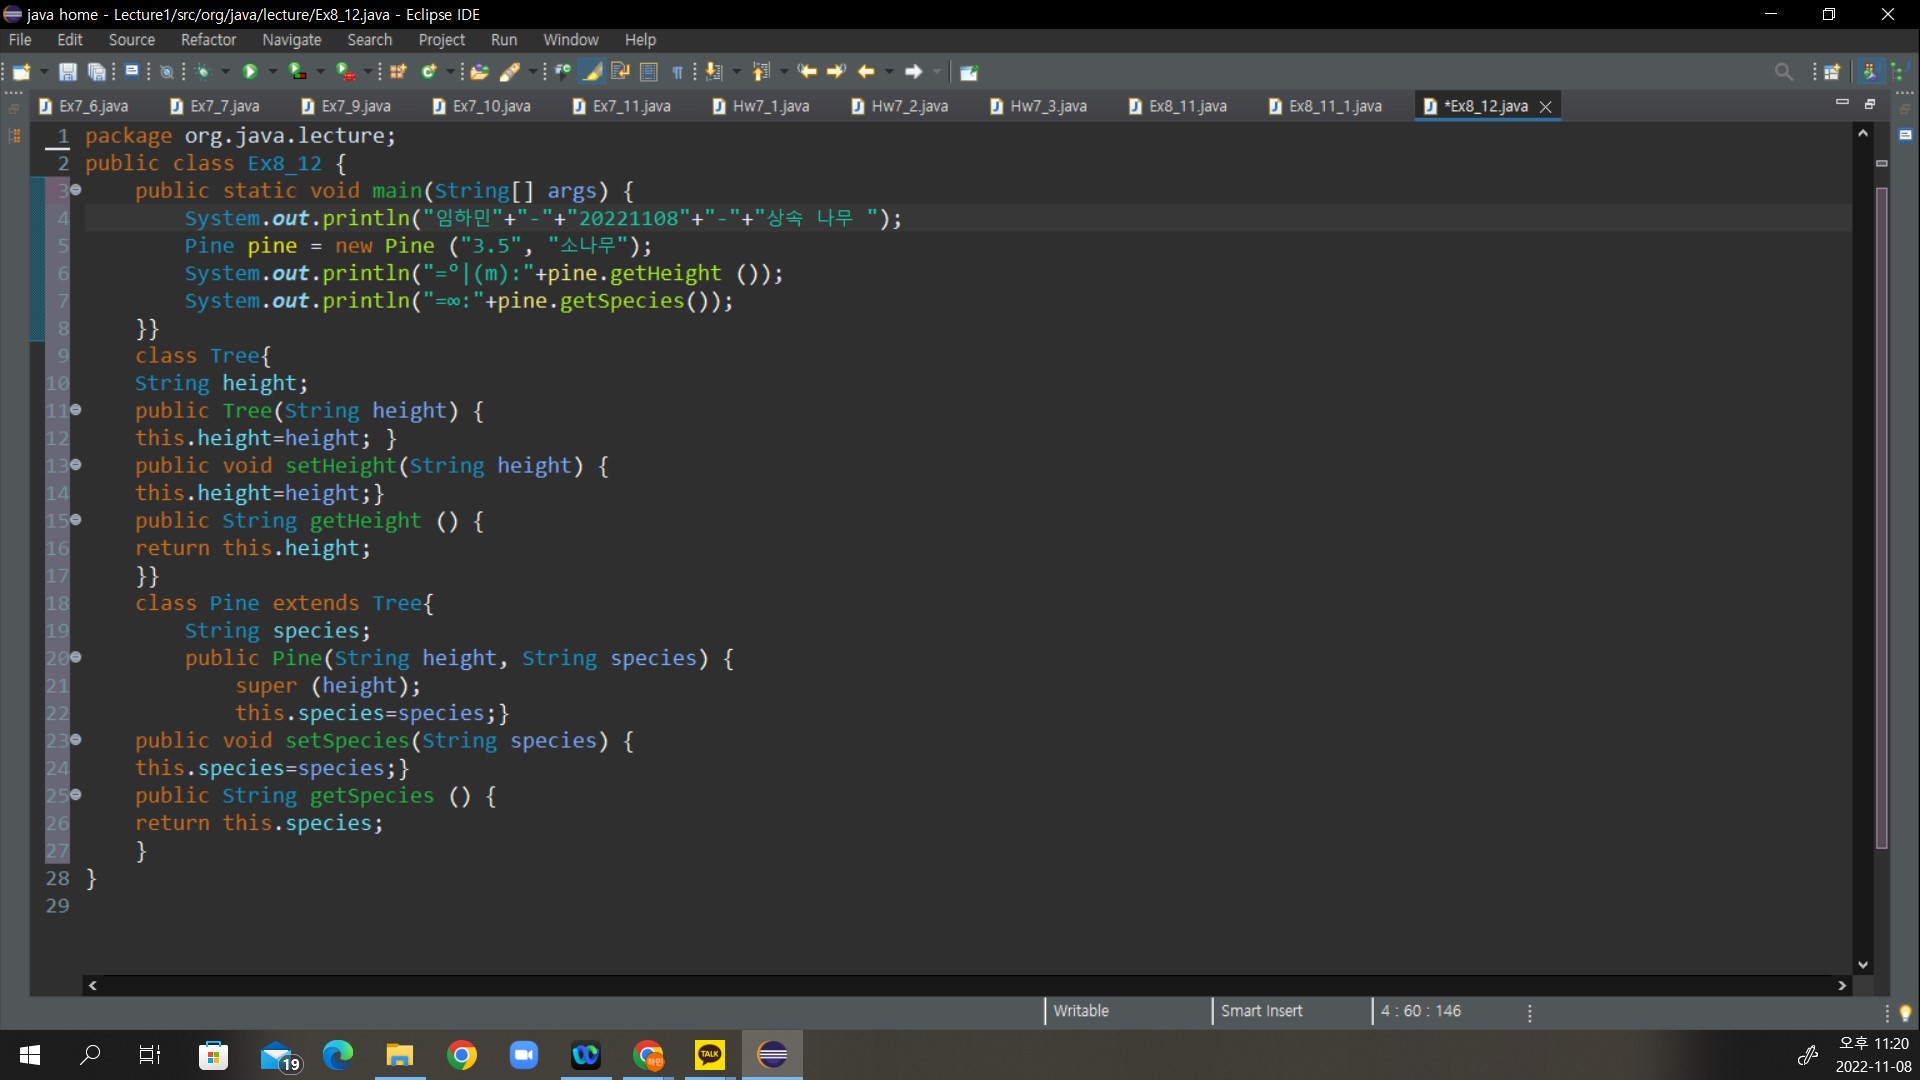 java home - Lecture1/src/org/java/lecture/Ex8_12.java - Eclipse IDE
File Edit Source Refactor Navigate Search Project Run Window Help
Ex7_6.java Ex7_7.java Ex7_9.java Ex7_10.java Ex7_11.java Hw7_1.java Hw7_2.java Hw7_3.java Ex8_11.java Ex8_11_1.java *Ex8_12.java
1 package org.java.lecture;
2 public class Ex8_12 {
3 public static void main(String[] args) {
4 System.out.println("임하민"+"-"+"20221108"+"-"+"상속 나무 ");
5 Pine pine = new Pine ("3.5", "소나무");
6 System.out.println("=°|(m):"+pine.getHeight ());
7 System.out.println("=∞:"+pine.getSpecies());
8 }}
9 class Tree{
10 String height;
11 public Tree(String height) {
12 this.height=height; }
13 public void setHeight(String height) {
14 this.height=height;}
15 public String getHeight () {
16 return this.height;
17 }}
18 class Pine extends Tree{
19 String species;
20 public Pine(String height, String species) {
21 super (height);
22 this.species=species;}
23 public void setSpecies(String species) {
24 this.species=species;}
25 public String getSpecies () {
26 return this.species;
27 }
28 }
29
Writable Smart Insert 4 : 60 : 146
19
TALK
오후 11:20
2022-11-08